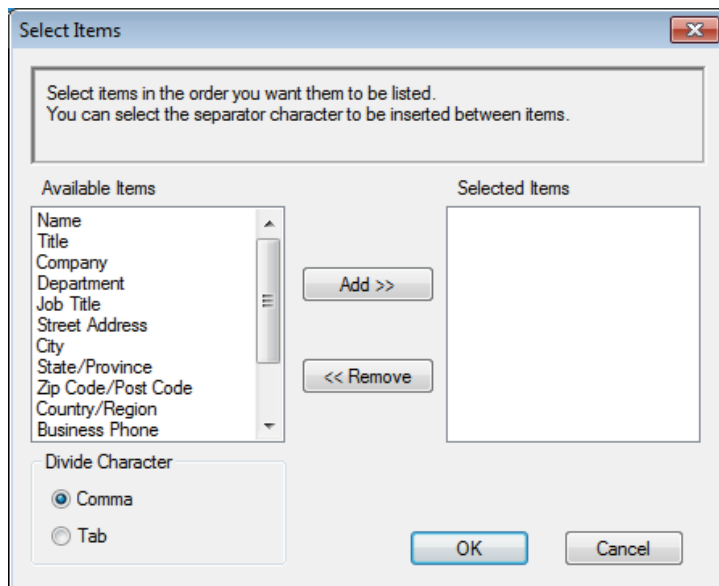 Select Items
Select items in the order you want them to be listed.
You can select the separator character to be inserted between items.
Available Items
Selected Items
Name
Title
Company
Department
Job Title
Street Address
City
State/Province
Zip Code/Post Code
Country/Region
Business Phone
Add >>
<< Remove
Divide Character
Comma
Tab
OK
Cancel